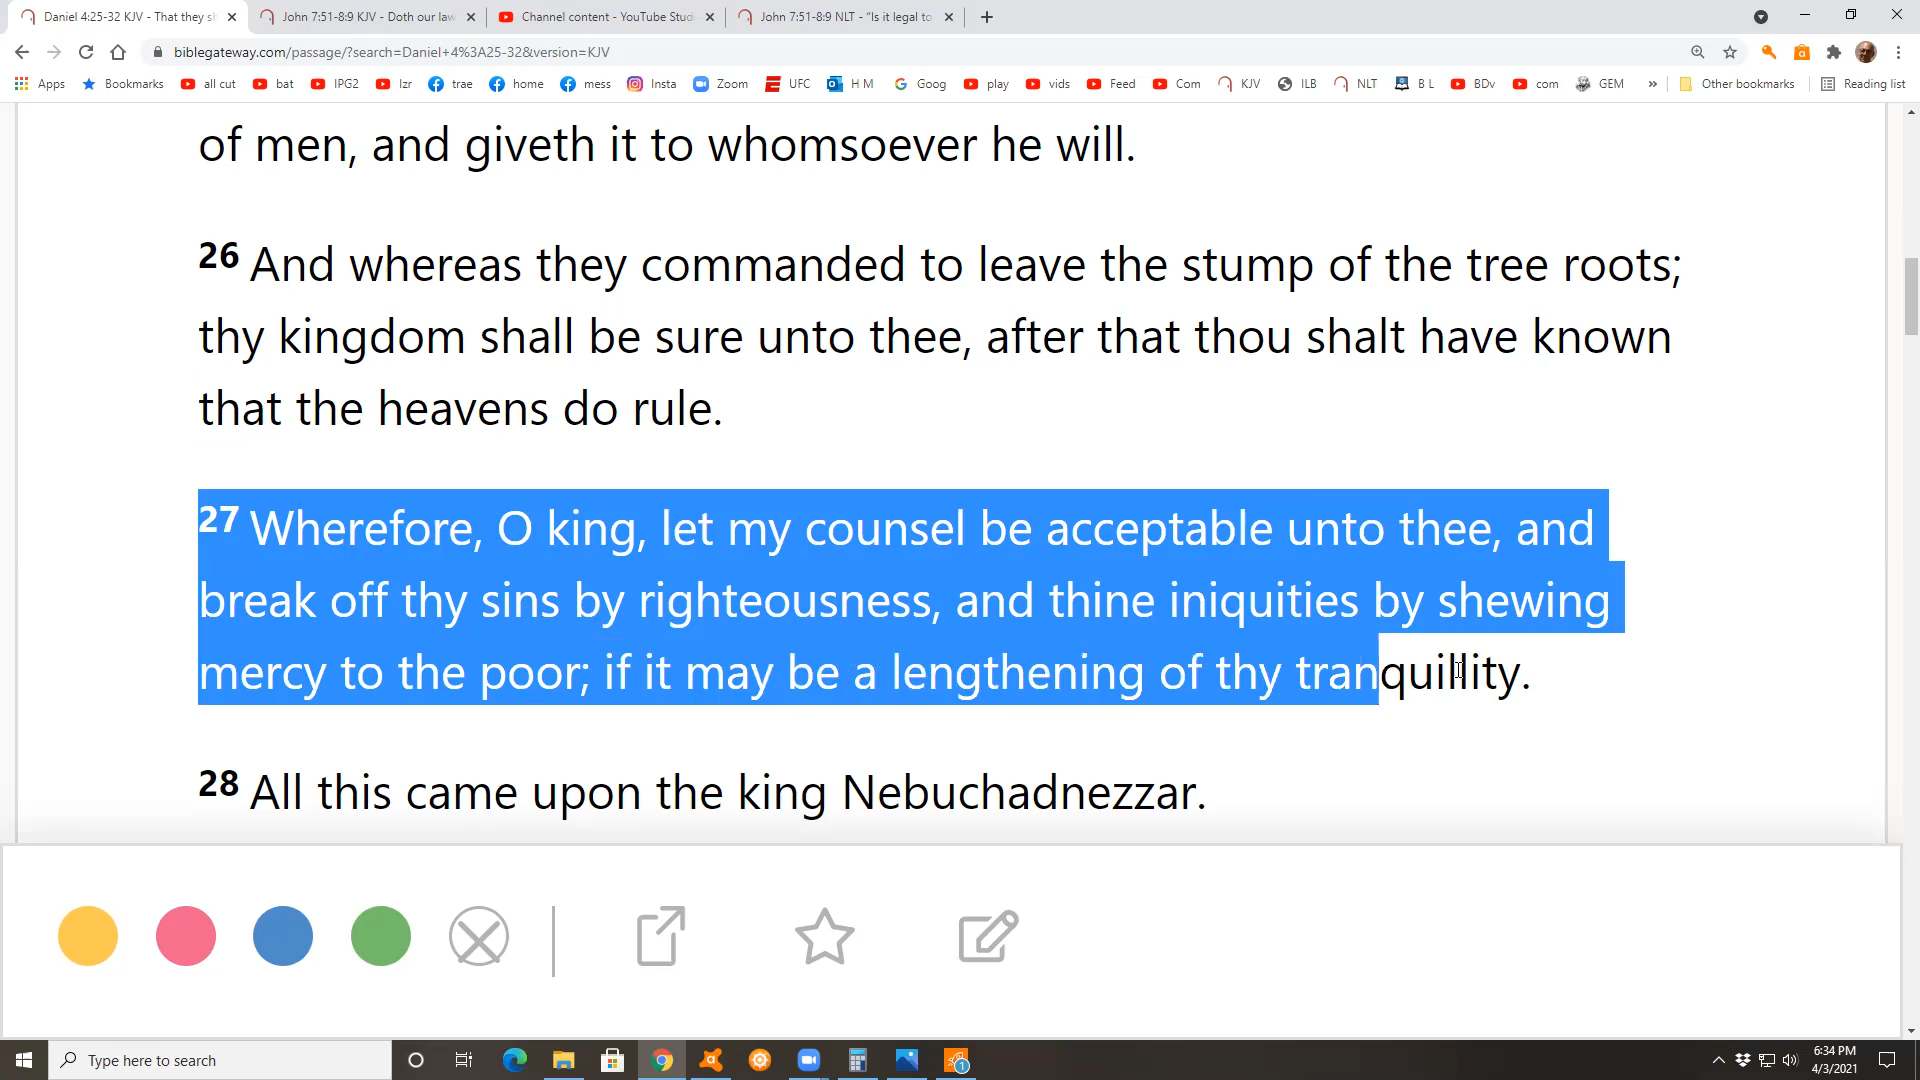 Daniel 4:25-32 KJV - That they sh
John 7:51-8:9 KJV - Doth our law
Channel content - YouTube Stud
John 7:51-8:9 NLT - "Is it legal to
biblegateway.com/passage/?search=Daniel+4%3A25-32&version=KJV
Apps Bookmarks all cut bat IPG2 lzr trae home mess Insta Zoom UFC H M Goog play vids Feed Com KJV ILB NLT B L BDv com GEM » Other bookmarks Reading list
of men, and giveth it to whomsoever he will.
26 And whereas they commanded to leave the stump of the tree roots;
thy kingdom shall be sure unto thee, after that thou shalt have known
that the heavens do rule.
27 Wherefore, O king, let my counsel be acceptable unto thee, and
break off thy sins by righteousness, and thine iniquities by shewing
mercy to the poor; if it may be a lengthening of thy tranquillity.
28 All this came upon the king Nebuchadnezzar.
Type here to search
1
6:34 PM
4/3/2021